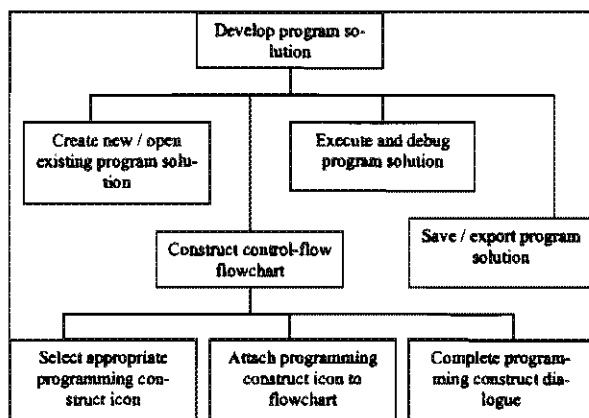 Develop program so-
lution
Create new / open
existing program solu-
tion
Execute and debug
program solution
Construct control-flow
flowchart
Save / export program
solution
Select appropriate
programming con-
struct icon
Attach programming
construct icon to
flowchart
Complete program-
ming construct dia-
logue